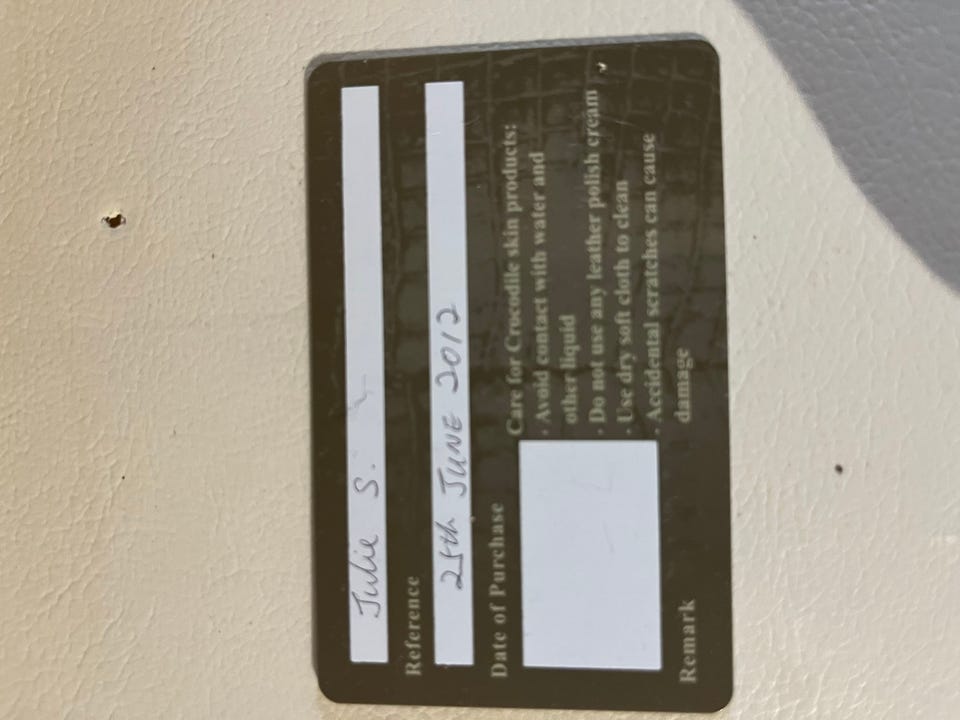 Julie S.
Reference
JUNE 2012
Date of Purchase
Care for Crocodile skin products:
· Avoid contact with water and
other liquid
· Do not use any leather polish cream
· Use dry soft cloth to clean
· Accidental scratches can cause
damage
Remark